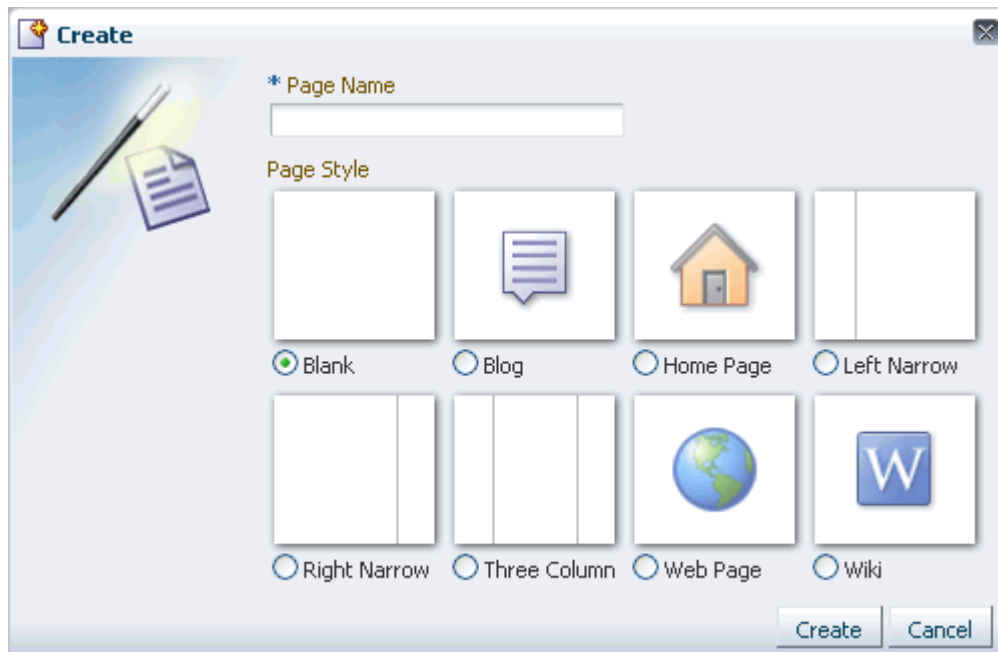 Create
* Page Name
Page Style
Blank Blog Home Page Left Narrow
W
Right Narrow Three Column Web Page Wiki
Create Cancel